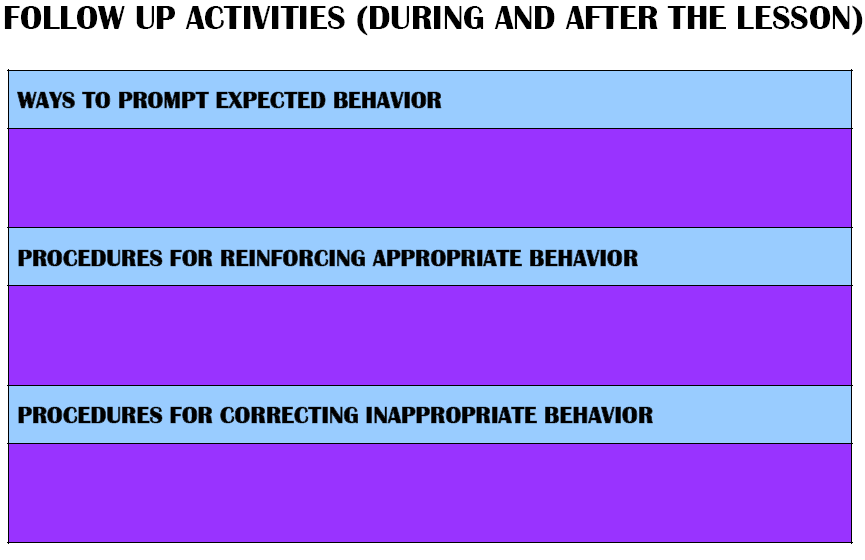 FOLLOW UP ACTIVITIES (DURING AND AFTER THE LESSON)
WAYS TO PROMPT EXPECTED BEHAVIOR
PROCEDURES FOR REINFORCING APPROPRIATE BEHAVIOR
PROCEDURES FOR CORRECTING INAPPROPRIATE BEHAVIOR